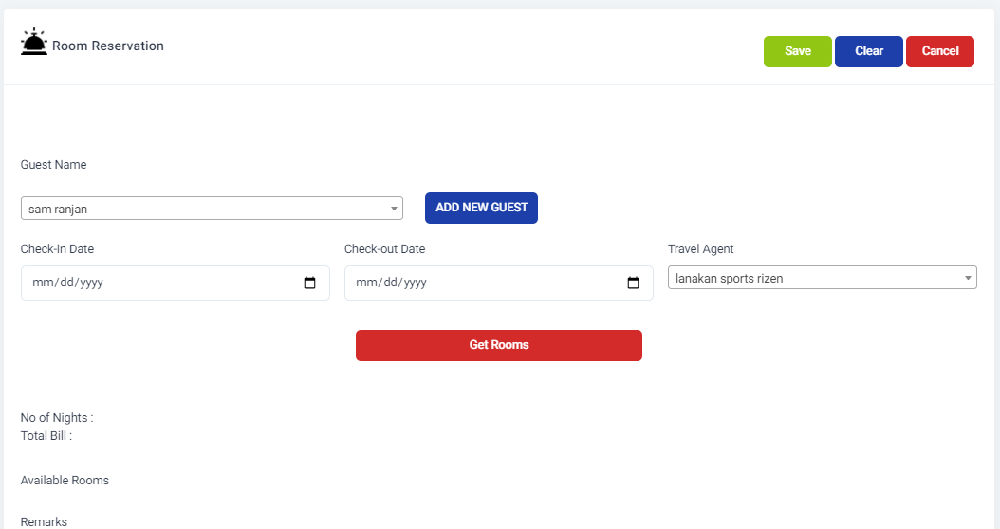 Room Reservation
Save Clear Cancel
Guest Name
sam ranjan ADD NEW GUEST
Check-in Date Check-out Date Travel Agent
mm/dd/yyyy mm/dd/yyyy lanakan sports rizen
Get Rooms
No of Nights :
Total Bill :
Available Rooms
Remarks